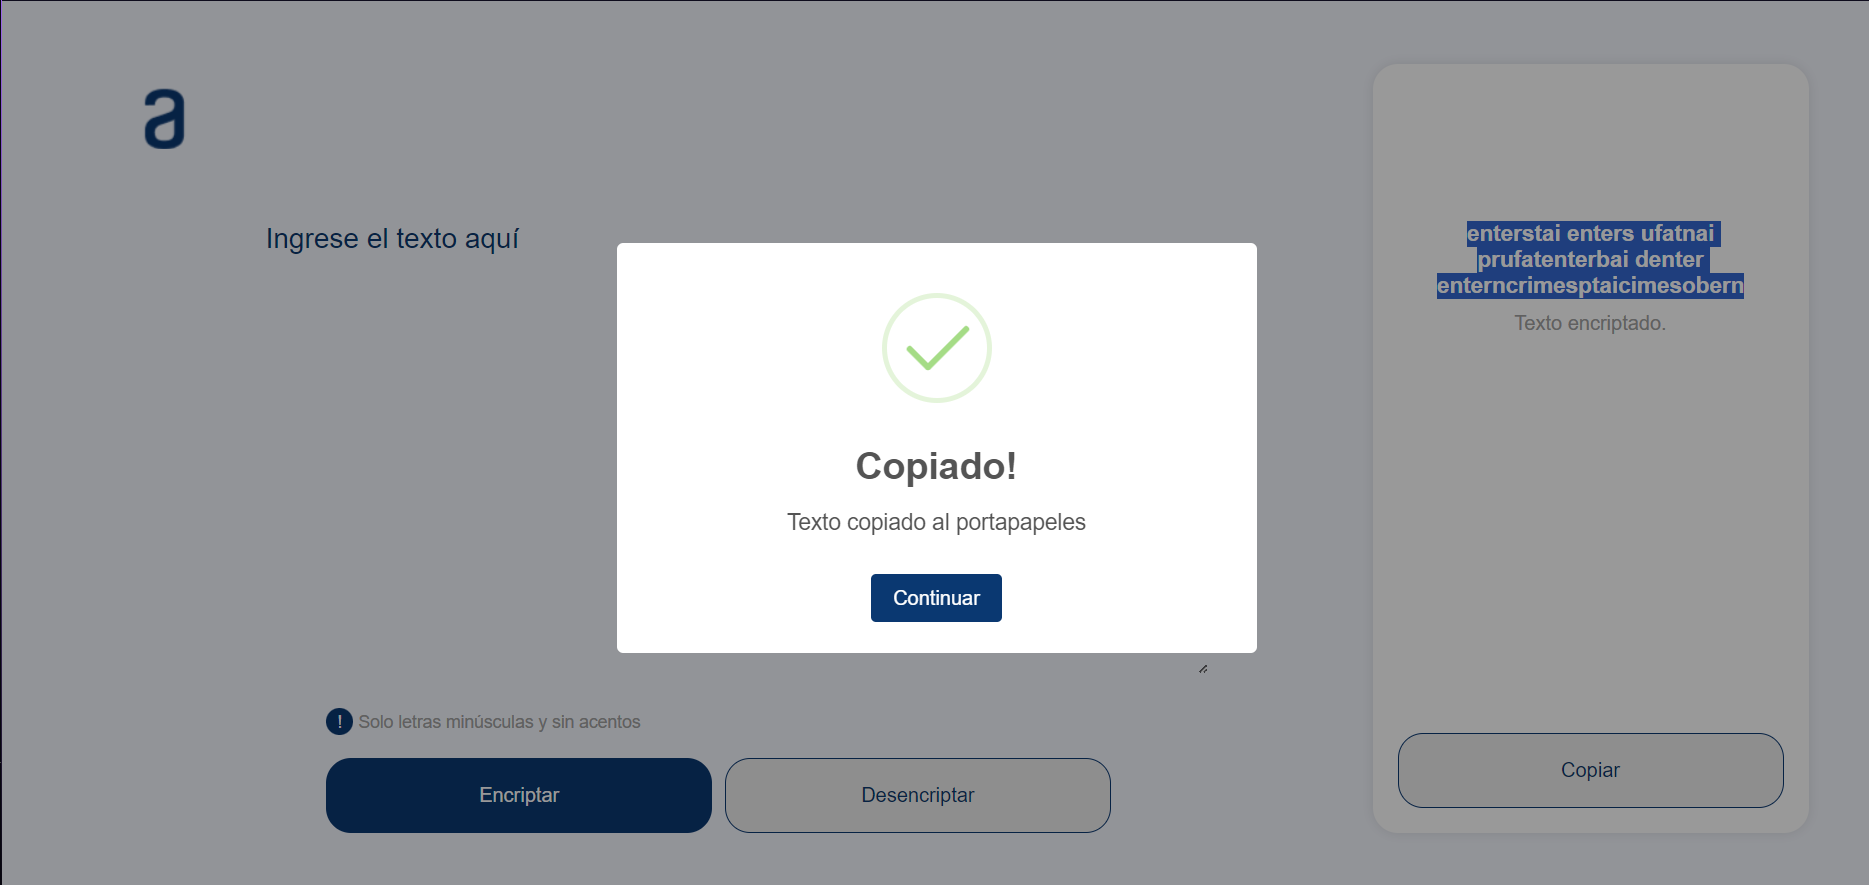 a
Ingrese el texto aquí
enterstai enters ufatnai
prufatenterbai denter
enterncrimesptaicimesobern
Texto encriptado.
Copiado!
Texto copiado al portapapeles
Continuar
! Solo letras minúsculas y sin acentos
Encriptar
Desencriptar
Copiar